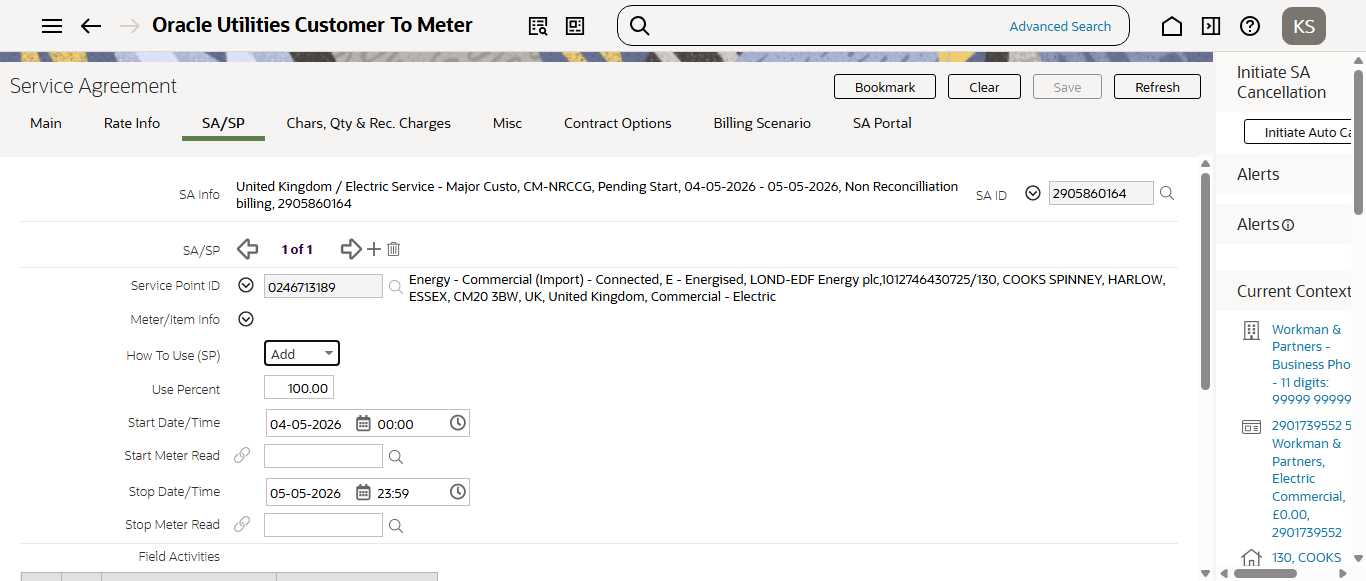 Oracle Utilities Customer To Meter
Advanced Search
KS
Service Agreement
Bookmark
Clear
Save
Refresh
Main
Rate Info
SA/SP
Chars, Qty & Rec. Charges
Misc
Contract Options
Billing Scenario
SA Portal
SA Info
United Kingdom / Electric Service - Major Custo, CM-NRCCG, Pending Start, 04-05-2026 - 05-05-2026, Non Reconcilliation
billing, 2905860164
SA ID
2905860164
SA/SP
1 of 1
Service Point ID
0246713189
Energy - Commercial (Import) - Connected, E - Energised, LOND-EDF Energy plc,1012746430725/130, COOKS SPINNEY, HARLOW,
ESSEX, CM20 3BW, UK, United Kingdom, Commercial - Electric
Meter/Item Info
How To Use (SP)
Add
Use Percent
100.00
Start Date/Time
04-05-2026
00:00
Start Meter Read
Stop Date/Time
05-05-2026
23:59
Stop Meter Read
Field Activities
Initiate SA
Cancellation
Initiate Auto Ca
Alerts
Alerts
Current Context
Workman &
Partners -
Business Pho
- 11 digits:
99999 99999
2901739552 5
Workman &
Partners,
Electric
Commercial,
£0.00,
2901739552
130, COOKS